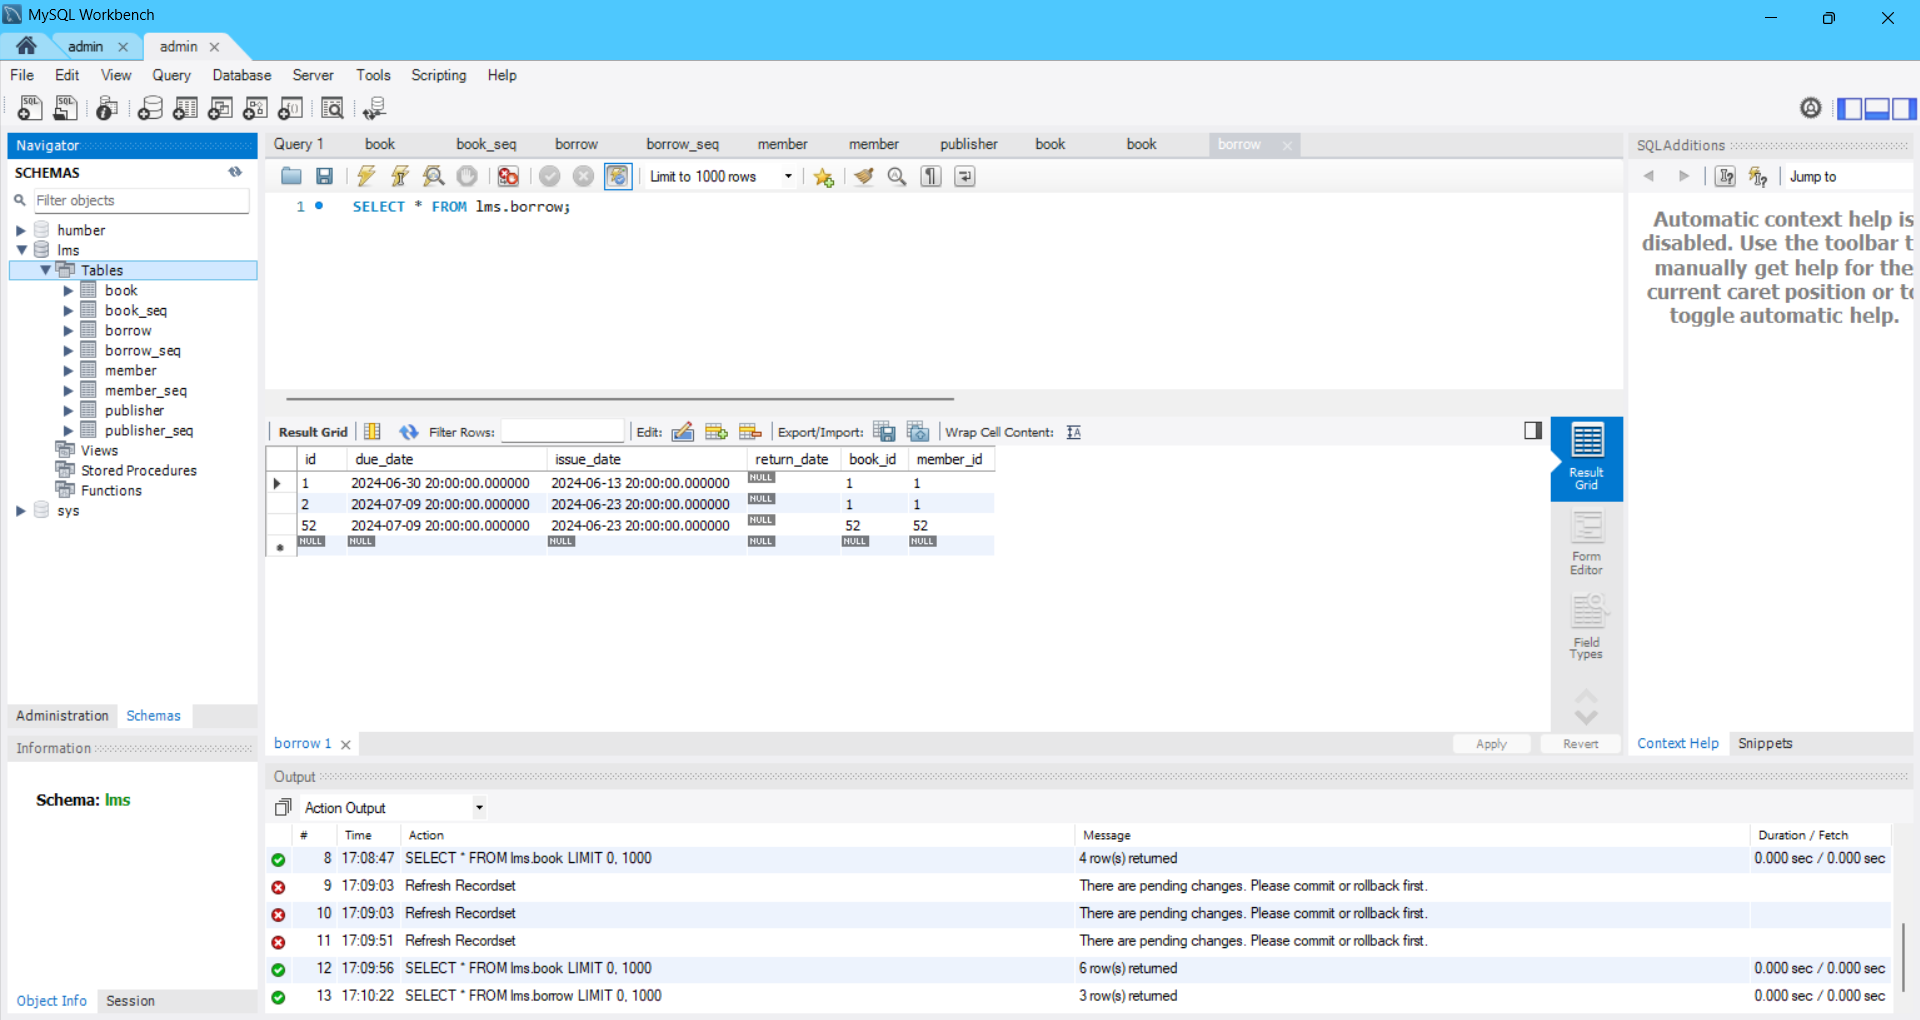 MySQL Workbench
admin
admin
File Edit View Query Database Server Tools Scripting Help
Navigator
SCHEMAS
Filter objects
humber
lms
Tables
book
book_seq
borrow
borrow_seq
member
member_seq
publisher
publisher_seq
Views
Stored Procedures
Functions
sys
Administration Schemas
Information
Schema: lms
Object Info Session
Query 1 book book_seq borrow borrow_seq member member publisher book book borrow
Limit to 1000 rows
1 SELECT * FROM lms.borrow;
Result Grid Filter Rows: Edit: Export/Import: Wrap Cell Content:
id due_date issue_date return_date book_id member_id
1 2024-06-30 20:00:00.000000 2024-06-13 20:00:00.000000 NULL 1 1
2 2024-07-09 20:00:00.000000 2024-06-23 20:00:00.000000 NULL 1 1
52 2024-07-09 20:00:00.000000 2024-06-23 20:00:00.000000 NULL 52 52
NULL NULL NULL NULL NULL NULL
Result
Grid
Form
Editor
Field
Types
borrow 1
Apply Revert
SQLAdditions
Jump to
Automatic context help is
disabled. Use the toolbar t
manually get help for the
current caret position or to
toggle automatic help.
Context Help Snippets
Output
Action Output
# Time Action Message Duration / Fetch
8 17:08:47 SELECT * FROM lms.book LIMIT 0, 1000 4 row(s) returned 0.000 sec / 0.000 sec
9 17:09:03 Refresh Recordset There are pending changes. Please commit or rollback first.
10 17:09:03 Refresh Recordset There are pending changes. Please commit or rollback first.
11 17:09:51 Refresh Recordset There are pending changes. Please commit or rollback first.
12 17:09:56 SELECT * FROM lms.book LIMIT 0, 1000 6 row(s) returned 0.000 sec / 0.000 sec
13 17:10:22 SELECT * FROM lms.borrow LIMIT 0, 1000 3 row(s) returned 0.000 sec / 0.000 sec